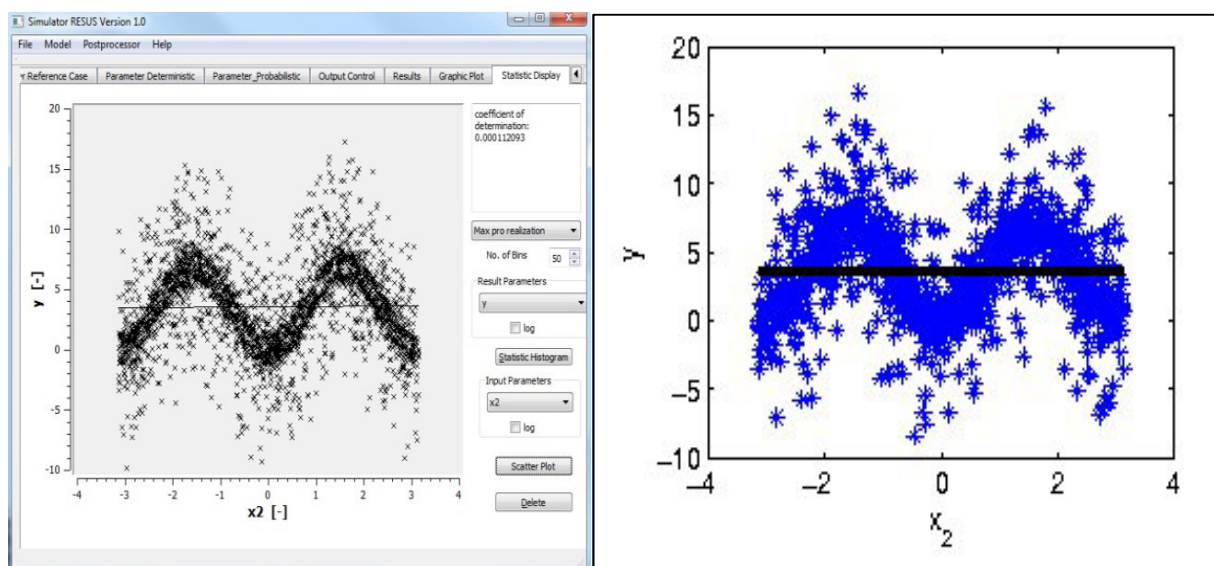 Simulator RESUS Version 1.0
File Model Postprocessor Help
r Reference Case Parameter Deterministic Parameter_Probabilistic Output Control Results Graphic Plot Statistic Display
20
15
10
5
0
-5
-10
y [-]
-4 -3 -2 -1 0 1 2 3 4
x2 [-]
coefficient of
determination:
0.000112093
Max pro realization
No. of Bins 50
Result Parameters
y
log
Statistic Histogram
Input Parameters
x2
log
Scatter Plot
Delete
20
15
10
5
0
−5
−10
y
−4 −2 0 2 4
x₂